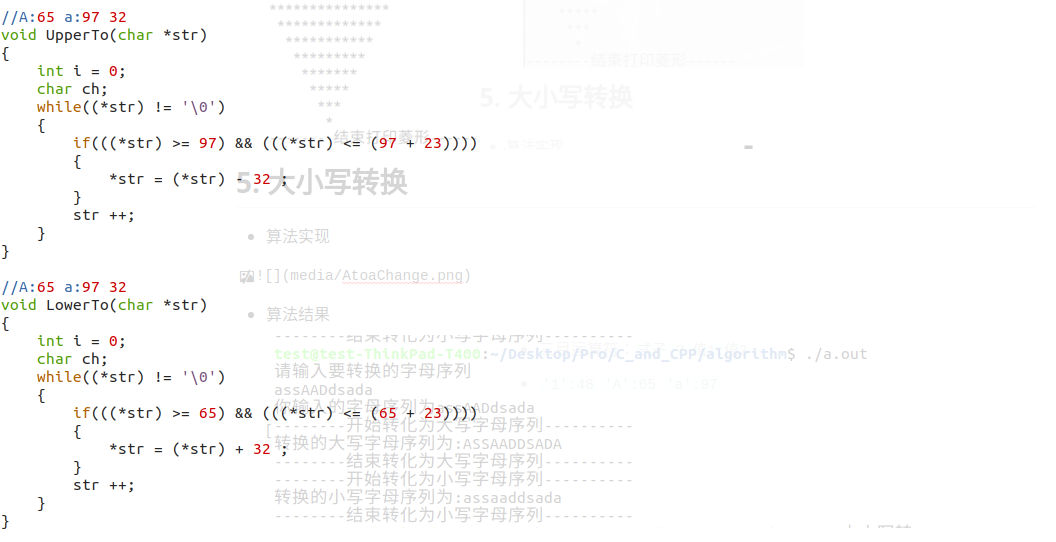 //A:65 a:97 32
void UpperTo(char *str)
{
    int i = 0;
    char ch;
    while((*str) != '\0')
    {
        if(((*str) >= 97) && (((*str) <= (97 + 23))))
        {
            *str = (*str) - 32 ;
        }
        str ++;
    }
}
//A:65 a:97 32
void LowerTo(char *str)
{
    int i = 0;
    char ch;
    while((*str) != '\0')
    {
        if(((*str) >= 65) && (((*str) <= (65 + 23))))
        {
            *str = (*str) + 32 ;
        }
        str ++;
    }
}
***************
*************
***********
*********
*******
*****
***
*
结束打印菱形
5. 大小写转换
算法实现
![](media/AtoaChange.png)
算法结果
--------结束转化为小写字母序列----------
test@test-ThinkPad-T400:~/Desktop/Pro/C_and_CPP/algorithm$ ./a.out
请输入要转换的字母序列
assAADdsada
你输入的字母序列为:assAADdsada
--------开始转化为大写字母序列----------
转换的大写字母序列为:ASSAADDSADA
--------结束转化为大写字母序列----------
--------开始转化为小写字母序列----------
转换的小写字母序列为:assaaddsada
--------结束转化为小写字母序列----------
*****
***
*
--------结束打印菱形------
5. 大小写转换
'1':48 'A':65 'a':97